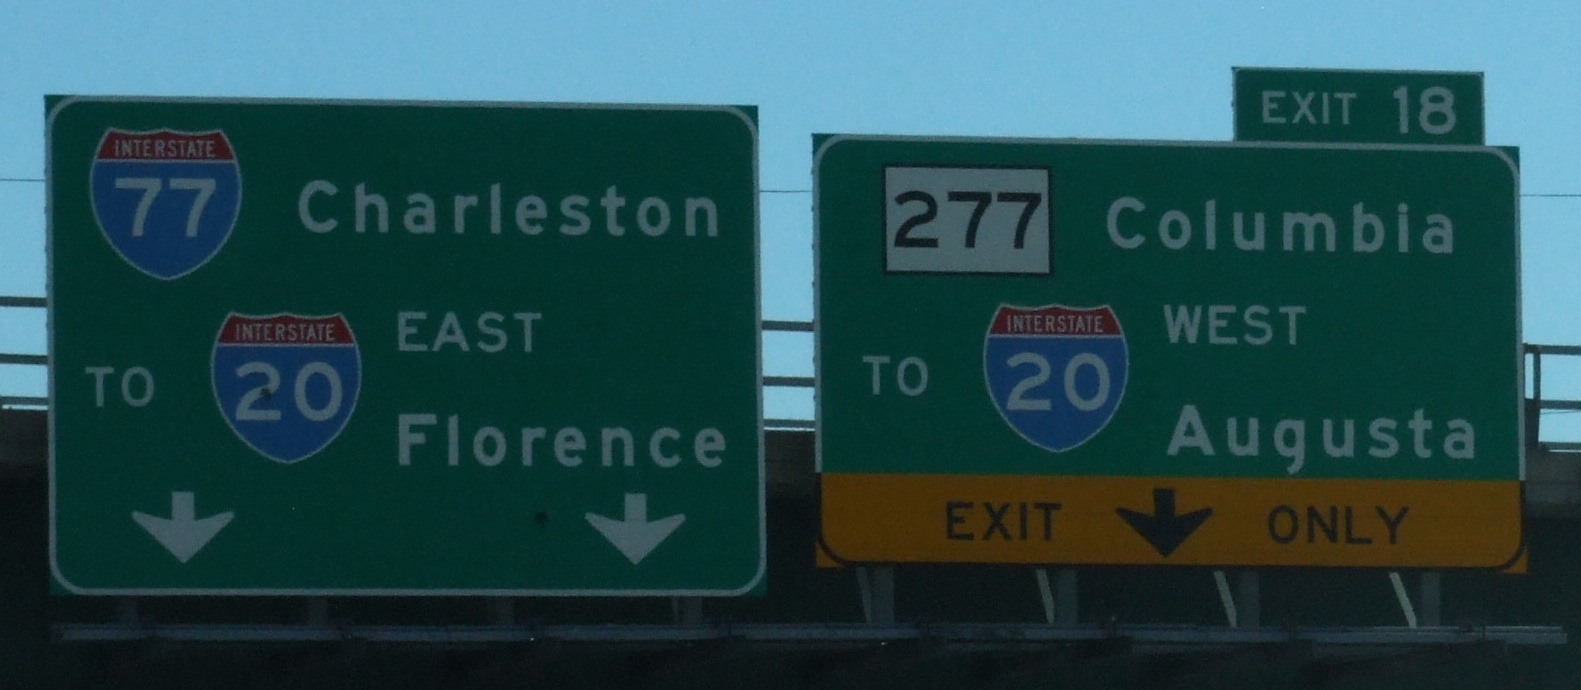 INTERSTATE
77 Charleston
INTERSTATE
TO 20 EAST
Florence
EXIT 18
277 Columbia
INTERSTATE
TO 20 WEST
Augusta
EXIT ONLY